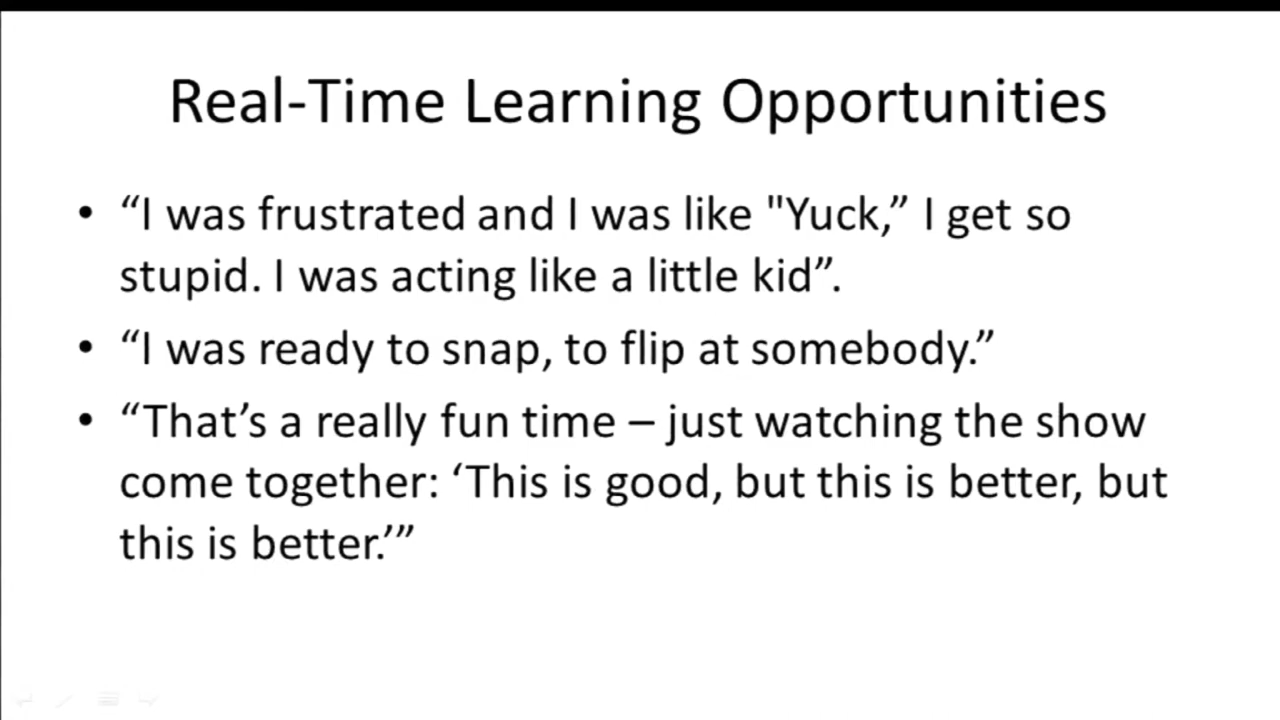 Real-Time Learning Opportunities
• “I was frustrated and I was like "Yuck,” I get so
stupid. I was acting like a little kid”.
• “I was ready to snap, to flip at somebody.”
• “That’s a really fun time – just watching the show
come together: ‘This is good, but this is better, but
this is better.’”